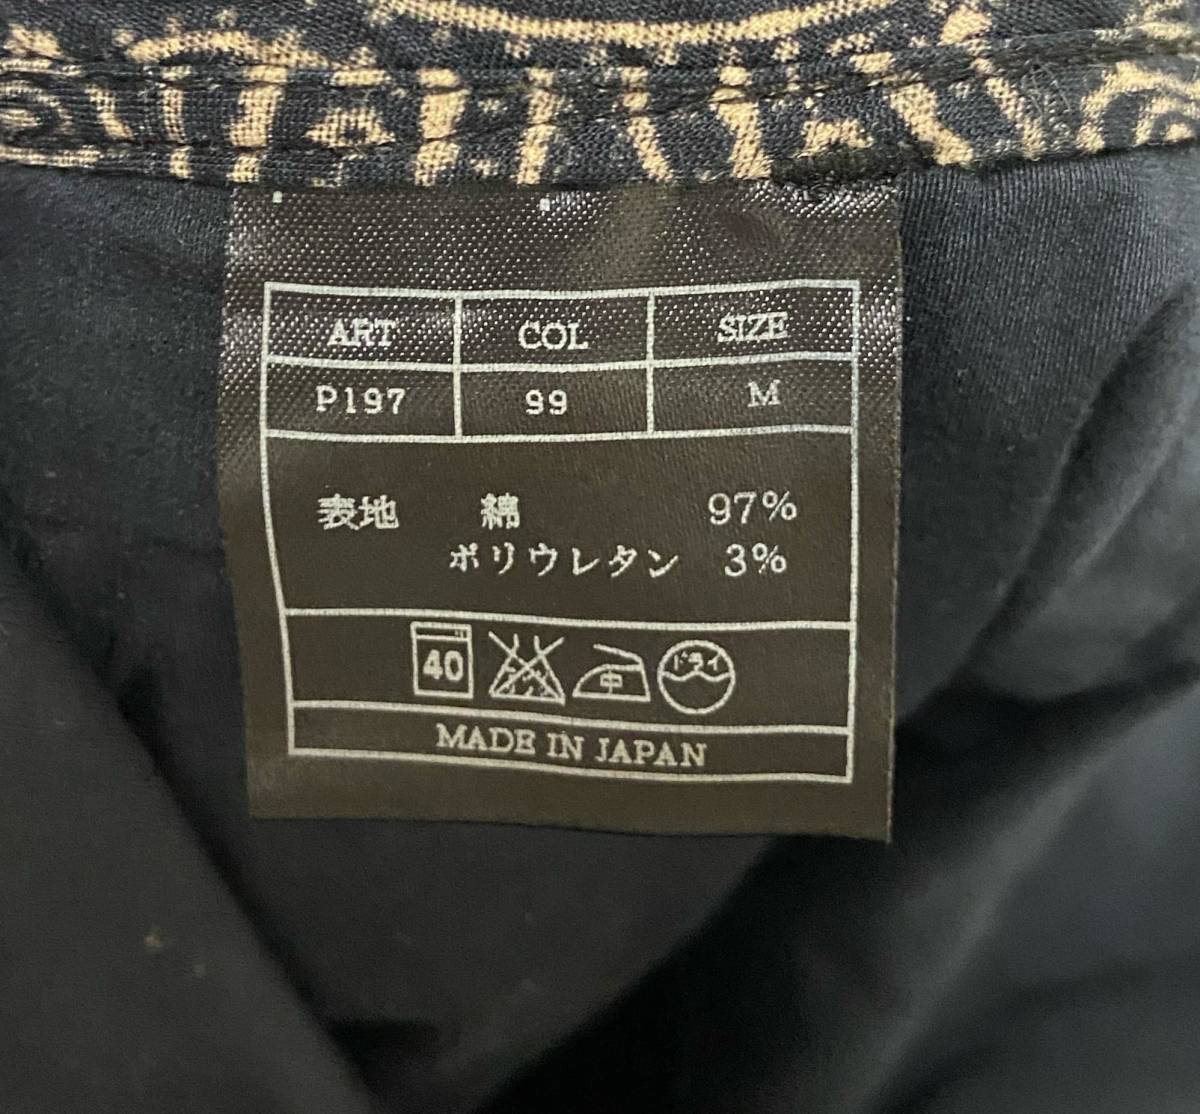 ART COL SIZE
P197 99 M
表地 綿 97%
ポリウレタン 3%
40 中 ドライ
MADE IN JAPAN